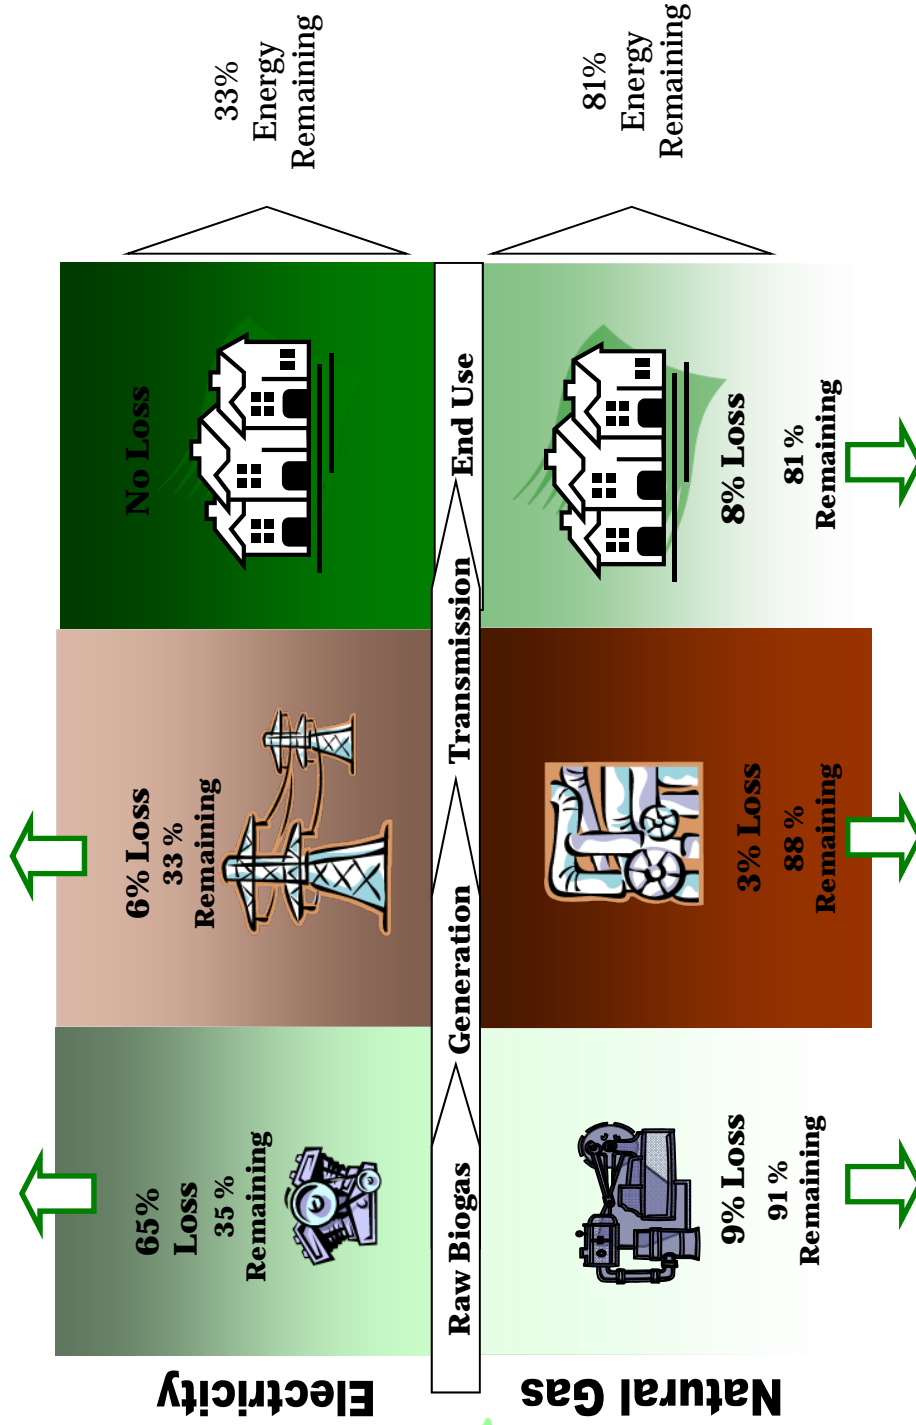 Electricity
65%
Loss
35 %
Remaining
6% Loss
33 %
Remaining
No Loss
33%
Energy
Remaining
Raw Biogas
Generation
Transmission
End Use
Natural Gas
9% Loss
91 %
Remaining
3% Loss
88 %
Remaining
8% Loss
81 %
Remaining
81%
Energy
Remaining